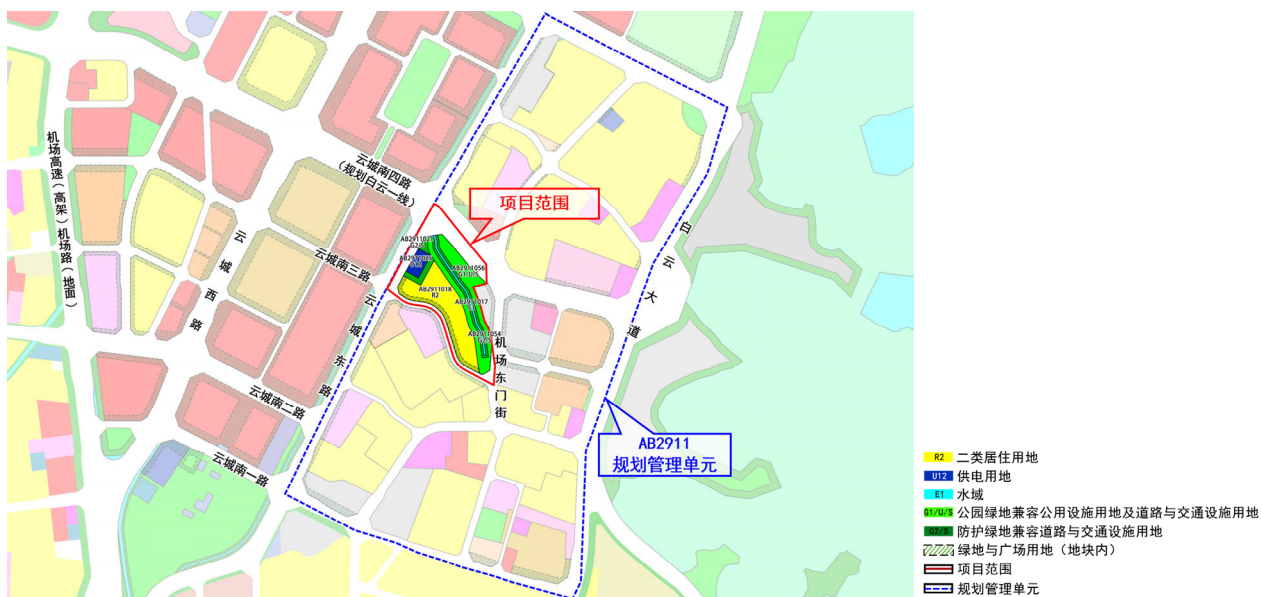 云城南四路
(规划白云一线)
机场高速(高架)机场路(地面)
项目范围
云城西路
云城南三路
云城东路
白云大道
AB2911018
R2
AB2911056
G1/U/S
AB2911017
E1
AB2911054
机场东门街
云城南二路
云城南一路
AB2911
规划管理单元
R2 二类居住用地
U12 供电用地
E1 水域
G1/U/S 公园绿地兼容公用设施用地及道路与交通设施用地
G2/S 防护绿地兼容道路与交通设施用地
绿地与广场用地(地块内)
项目范围
规划管理单元